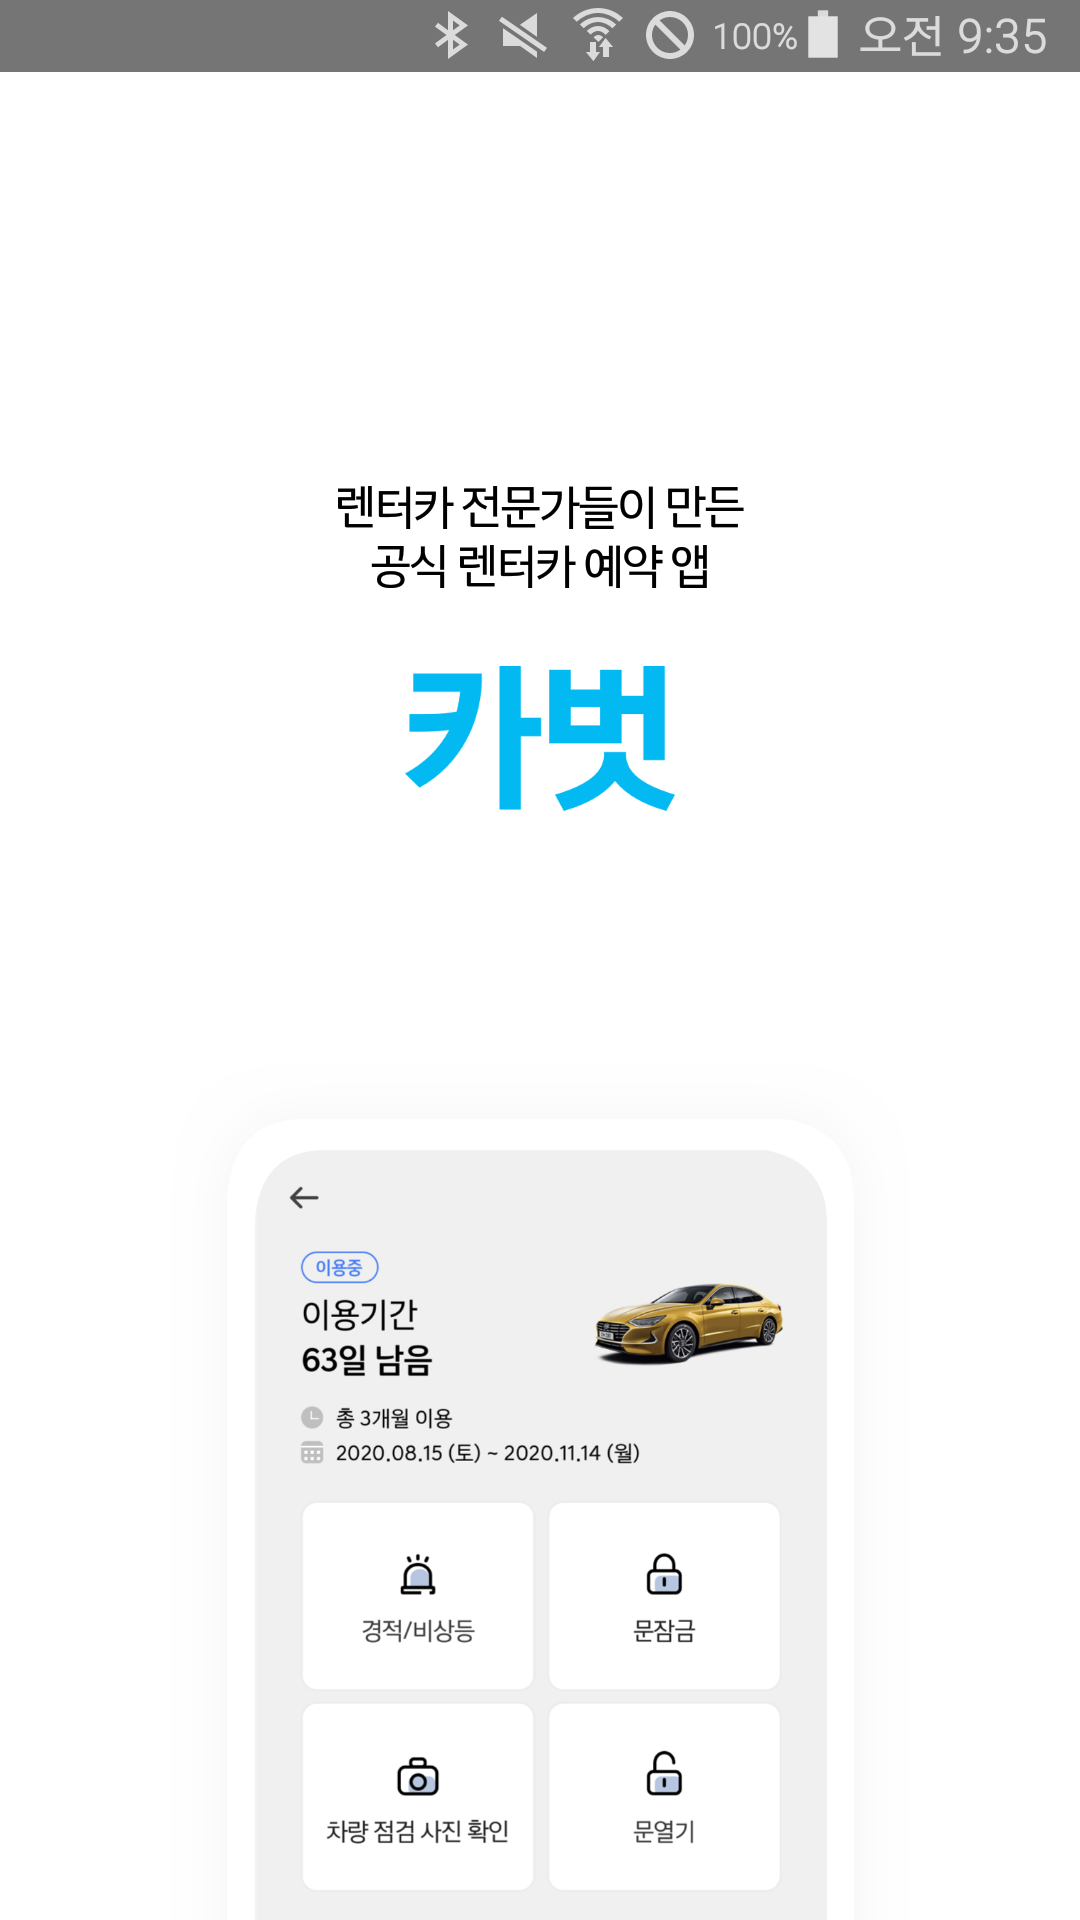 100% 오전 9:35
렌터카 전문가들이 만든
공식 렌터카 예약 앱
카벗
이용중
이용기간
63일 남음
총 3개월 이용
2020.08.15 (토) ~ 2020.11.14 (월)
경적/비상등
문잠금
차량 점검 사진 확인
문열기